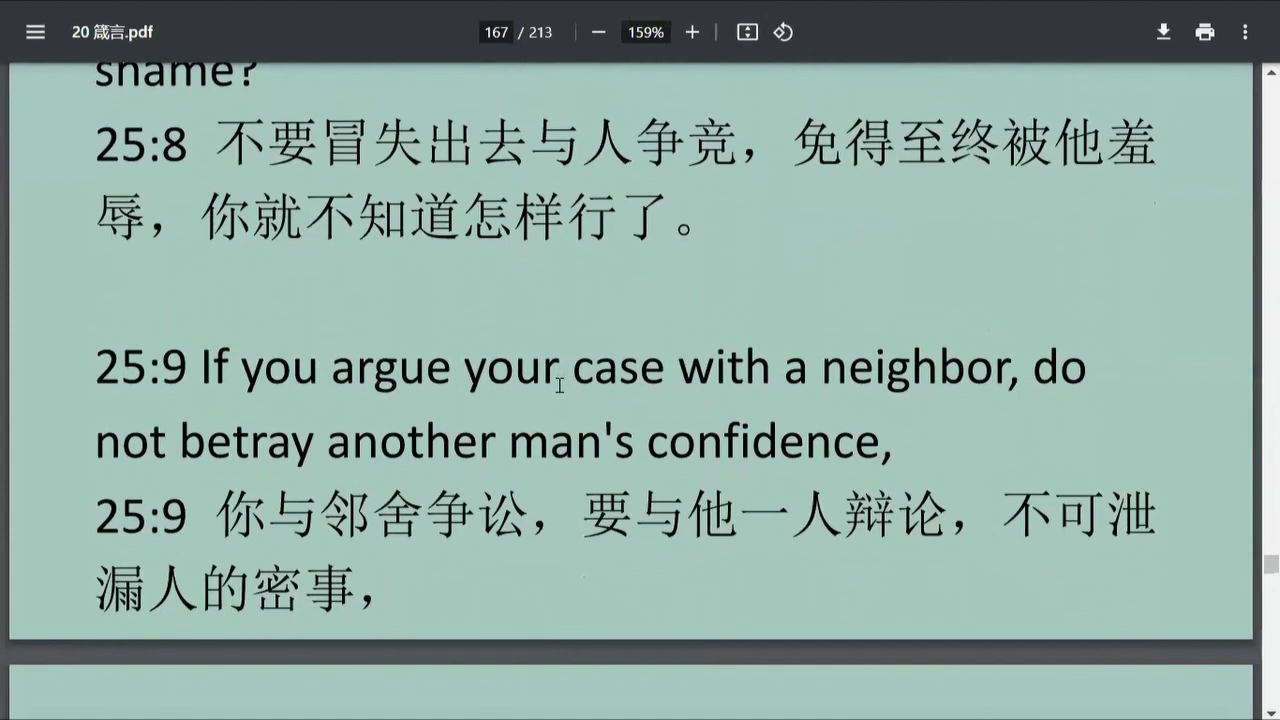 20 箴言.pdf
167 / 213
159%
shame?
25:8 不要冒失出去与人争竞，免得至终被他羞
辱，你就不知道怎样行了。
25:9 If you argue your case with a neighbor, do
not betray another man's confidence,
25:9 你与邻舍争讼，要与他一人辩论，不可泄
漏人的密事，